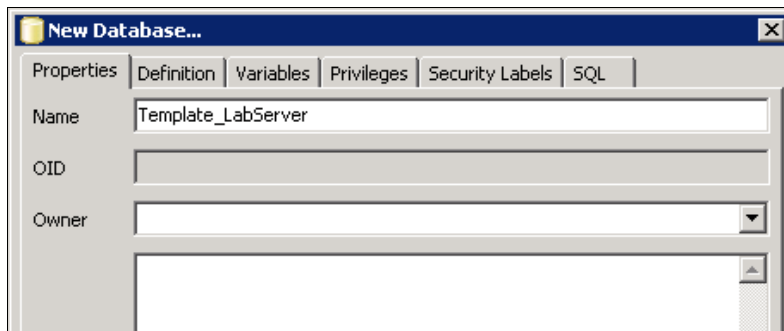 New Database...
Properties Definition Variables Privileges Security Labels SQL
Name Template_LabServer
OID
Owner